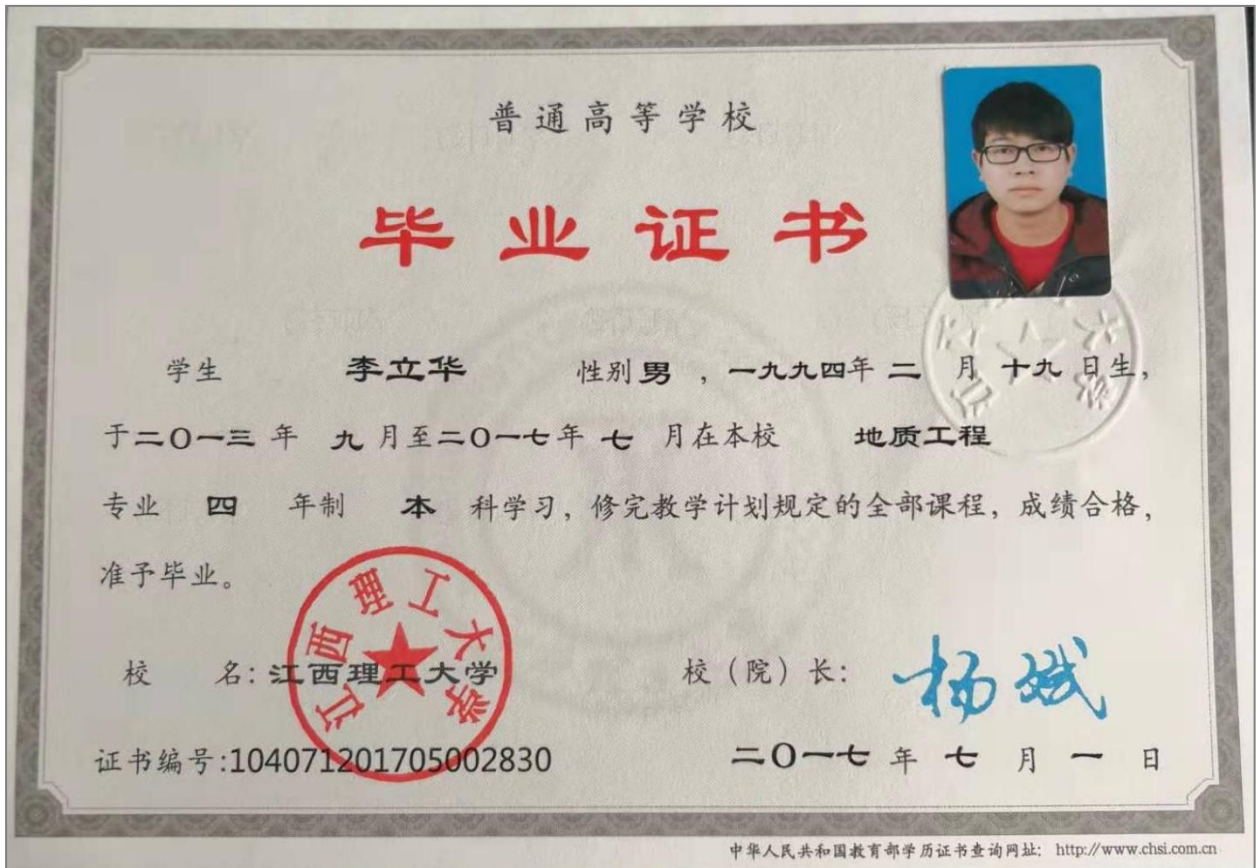 普通高等学校
毕业证书
学生 李立华 性别 男 ，一九九四年 二 月 十九 日生，
于二〇一三 年 九 月至二〇一七年 七 月在本校 地质工程
专业 四 年制 本 科学习，修完教学计划规定的全部课程，成绩合格，
准予毕业。
校 名：江西理工大学 校（院）长：杨斌
江西理工大学
证书编号:104071201705002830 二〇一七 年 七 月 一 日
中华人民共和国教育部学历证书查询网址：http://www.chsi.com.cn